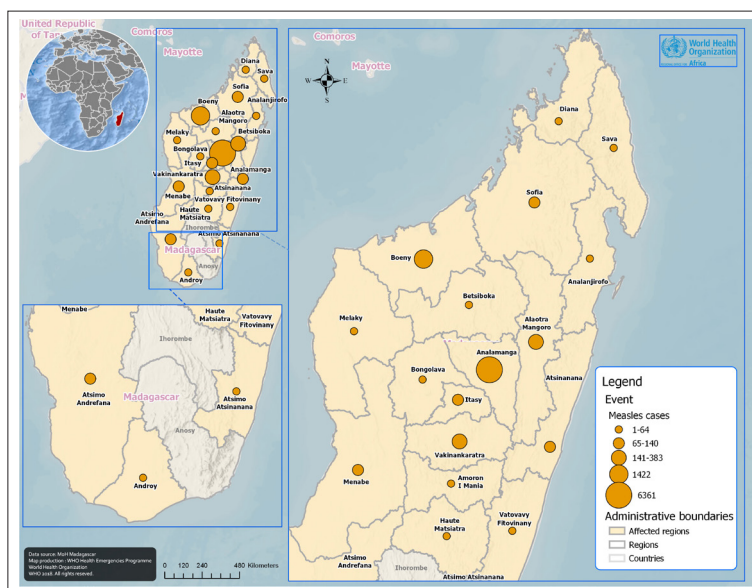 United Republic
of Tan
Comoros
Mayotte
Diana
Sava
Sofia
Analanjirofo
Boeny
Alaotra
Mangoro
Betsiboka
Melaky
Bongolava
Itasy
Analamanga
Vakinankaratra
Atsinanana
Menabe
Vatovavy Fitovinany
Haute
Matsiatra
Atsimo
Andrefana
Ihorombe
Atsimo Atsinanana
Madagascar
Anosy
Androy
Menabe
Haute
Matsiatra
Vatovavy
Fitovinany
Ihorombe
Madagascar
Atsimo
Andrefana
Atsimo
Atsinanana
Anosy
Androy
Data source: MoH Madagascar
Map production : WHO Health Emergencies Programme
World Health Organization
WHO 2018. All rights reserved.
0 120 240 480 Kilometers
Comoros
Mayotte
N
W E
S
World Health
Organization
Africa
Diana
Sava
Sofia
Boeny
Analanjirofo
Betsiboka
Alaotra
Mangoro
Melaky
Analamanga
Bongolava
Atsinanana
Itasy
Vakinankaratra
Menabe
Amoron
I Mania
Vatovavy
Fitovinany
Haute
Matsiatra
Atsimo
Andrefana
Ihorombe
Atsimo Atsinanana
Legend
Event
Measles cases
1-64
65-140
141-383
1422
6361
Administrative boundaries
Affected regions
Regions
Countries